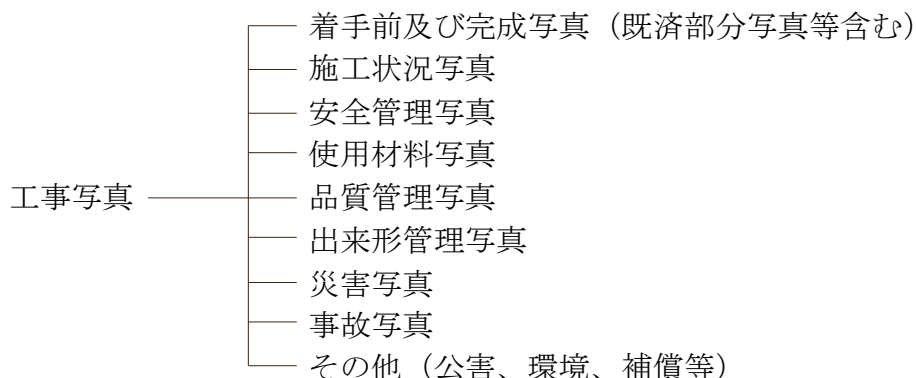 着手前及び完成写真（既済部分写真等含む）
施工状況写真
安全管理写真
使用材料写真
工事写真
品質管理写真
出来形管理写真
災害写真
事故写真
その他（公害、環境、補償等）